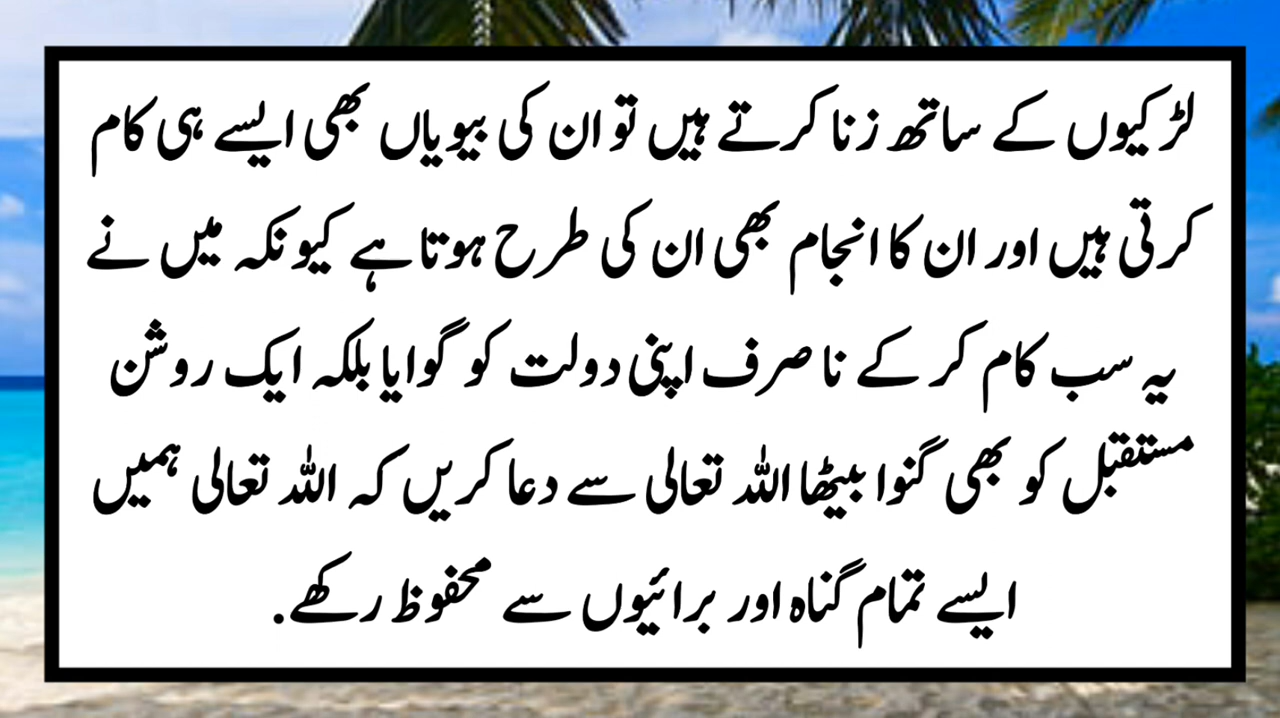 لڑکیوں کے ساتھ زنا کرتے ہیں تو ان کی بیویاں بھی ایسے ہی کام
کرتی ہیں اور ان کا انجام بھی ان کی طرح ہوتا ہے کیونکہ میں نے
یہ سب کام کر کے نا صرف اپنی دولت کو گوایا بلکہ ایک روشن
مستقبل کو بھی گنوا بیٹھا اللہ تعالی سے دعا کریں کہ اللہ تعالی ہمیں
ایسے تمام گناہ اور برائیوں سے محفوظ رکھے.